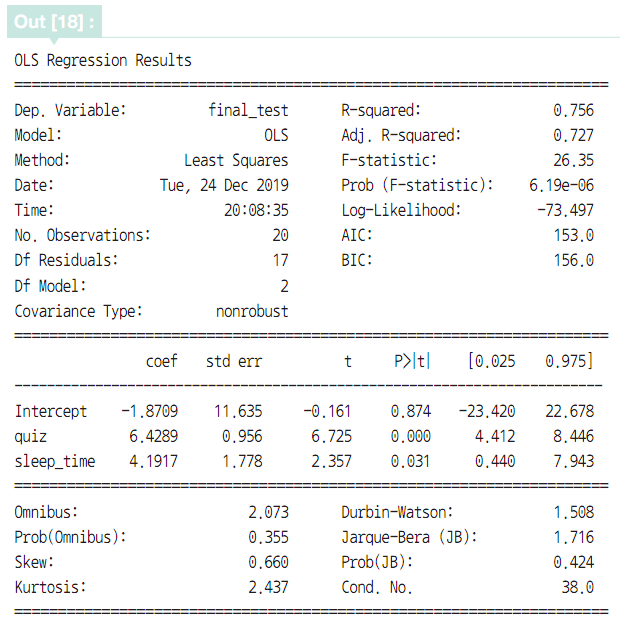 Out [18] :
OLS Regression Results
Dep. Variable: final_test R-squared: 0.756
Model: OLS Adj. R-squared: 0.727
Method: Least Squares F-statistic: 26.35
Date: Tue, 24 Dec 2019 Prob (F-statistic): 6.19e-06
Time: 20:08:35 Log-Likelihood: -73.497
No. Observations: 20 AIC: 153.0
Df Residuals: 17 BIC: 156.0
Df Model: 2
Covariance Type: nonrobust
coef std err t P>|t| [0.025 0.975]
Intercept -1.8709 11.635 -0.161 0.874 -23.420 22.678
quiz 6.4289 0.956 6.725 0.000 4.412 8.446
sleep_time 4.1917 1.778 2.357 0.031 0.440 7.943
Omnibus: 2.073 Durbin-Watson: 1.508
Prob(Omnibus): 0.355 Jarque-Bera (JB): 1.716
Skew: 0.660 Prob(JB): 0.424
Kurtosis: 2.437 Cond. No. 38.0